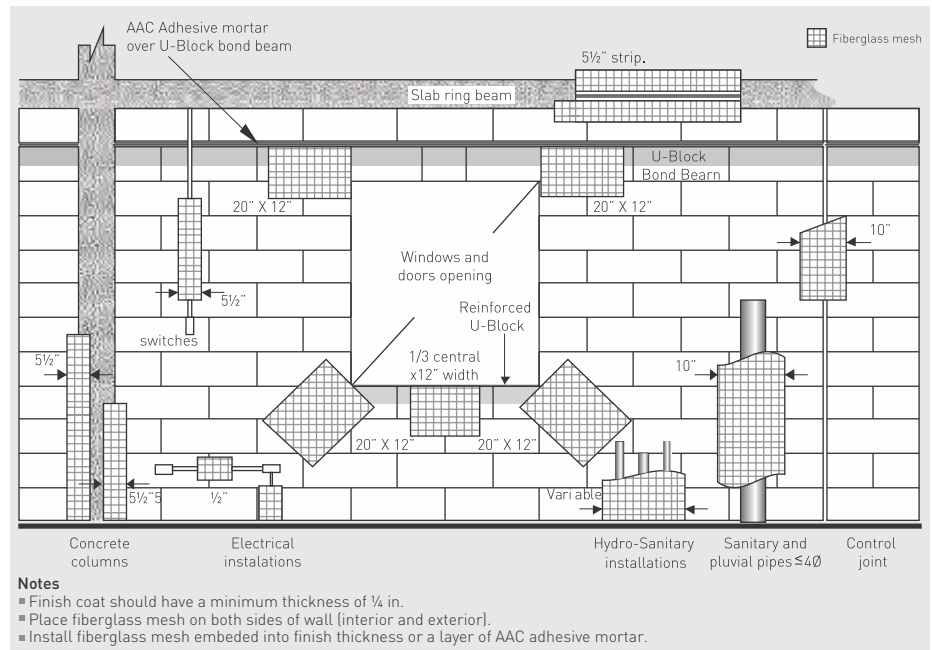 AAC Adhesive mortar
over U-Block bond beam
Fiberglass mesh
5½” strip.
Slab ring beam
U-Block
Bond Bearn
20” X 12”
20” X 12”
10”
Windows and
doors opening
5½”
Reinforced
U-Block
switches
5½”
1/3 central
x12” width
10”
20” X 12”
20” X 12”
5½”5
½”
Vari able
Concrete
columns
Electrical
instalations
Hydro-Sanitary
installations
Sanitary and
pluvial pipes ≤4Ø
Control
joint
Notes
Finish coat should have a minimum thickness of ¼ in.
Place fiberglass mesh on both sides of wall (interior and exterior).
Install fiberglass mesh embeded into finish thickness or a layer of AAC adhesive mortar.